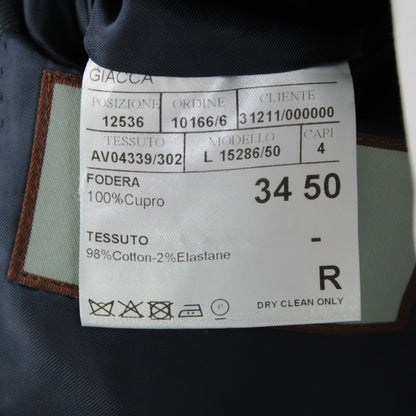 GIACCA
POSIZIONE ORDINE CLIENTE
12536 10166/6 31211/000000
TESSUTO MODELLO CAPI
AV04339/302 L 15286/50 4
FODERA 34 50
100%Cupro
TESSUTO -
98%Cotton-2%Elastane
R
P
DRY CLEAN ONLY